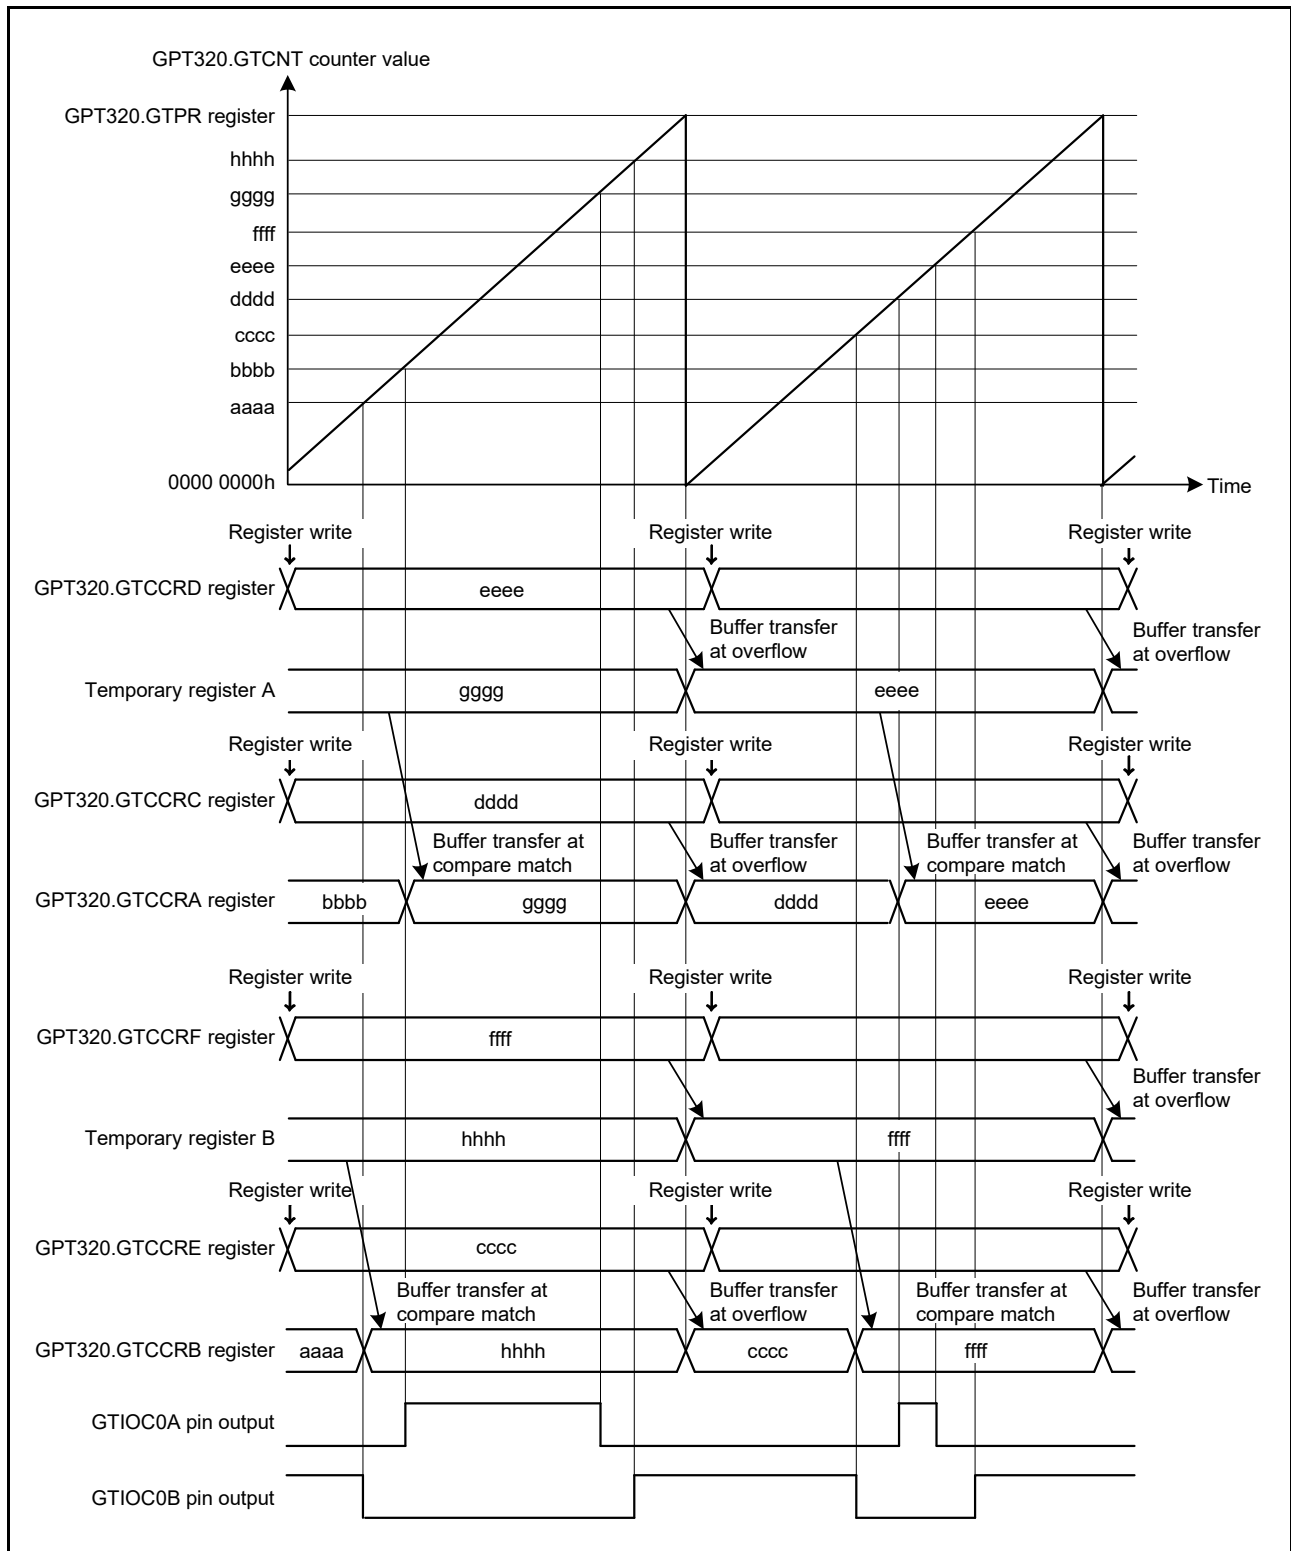 GPT320.GTCNT counter value
GPT320.GTPR register
hhhh
gggg
ffff
eeee
dddd
cccc
bbbb
aaaa
0000 0000h
Time
Register write Register write Register write
GPT320.GTCCRD register eeee
Buffer transfer
at overflow
Buffer transfer
at overflow
Temporary register A gggg eeee
Register write Register write Register write
GPT320.GTCCRC register dddd
Buffer transfer at
compare match
Buffer transfer
at overflow
Buffer transfer at
compare match
Buffer transfer
at overflow
GPT320.GTCCRA register bbbb gggg dddd eeee
Register write Register write Register write
GPT320.GTCCRF register ffff
Buffer transfer
at overflow
Temporary register B hhhh ffff
Register write Register write Register write
GPT320.GTCCRE register cccc
Buffer transfer at
compare match
Buffer transfer
at overflow
Buffer transfer at
compare match
Buffer transfer
at overflow
GPT320.GTCCRB register aaaa hhhh cccc ffff
GTIOC0A pin output
GTIOC0B pin output